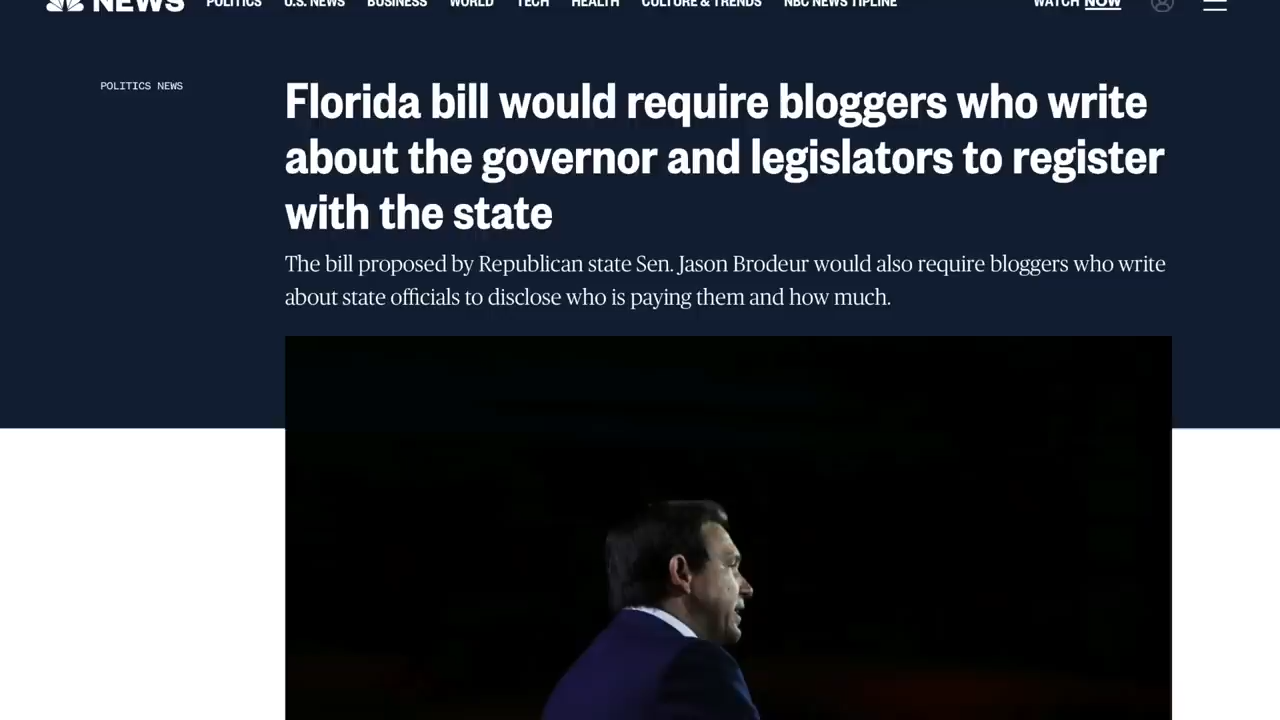 NEWS POLITICS U.S. NEWS BUSINESS WORLD TECH HEALTH CULTURE & TRENDS NBC NEWS TIPLINE WATCH NOW
POLITICS NEWS
Florida bill would require bloggers who write
about the governor and legislators to register
with the state
The bill proposed by Republican state Sen. Jason Brodeur would also require bloggers who write
about state officials to disclose who is paying them and how much.